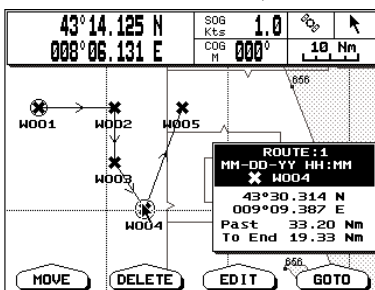 43°14.125 N
008°06.131 E
SOG Kts 1.0
COG M 000°
10 Nm
656
W001 W002 W005
W003
W004
ROUTE:1
MM-DD-YY HH:MM
W004
43°30.314 N
009°09.387 E
Past 33.20 Nm
To End 19.33 Nm
656
MOVE DELETE EDIT GOTO